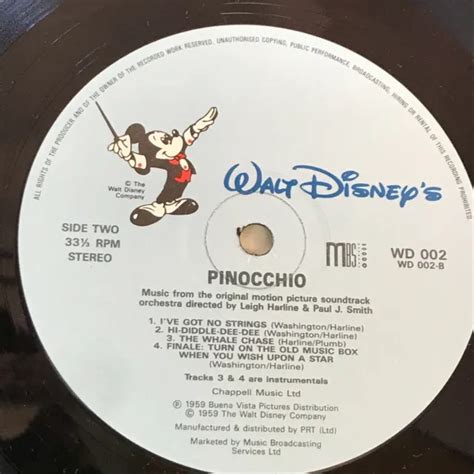 ALL RIGHTS OF THE PRODUCER AND OF THE OWNER OF THE RECORDED WORK RESERVED. UNAUTHORISED COPYING, PUBLIC PERFORMANCE, BROADCASTING, HIRING OR RENTAL OF THIS RECORDING PROHIBITED.
© The
Walt Disney
Company
WALT DISNEY'S
SIDE TWO
33⅓ RPM
STEREO
MBS
WD 002
WD 002-B
PINOCCHIO
Music from the original motion picture soundtrack
orchestra directed by Leigh Harline & Paul J. Smith
1. I'VE GOT NO STRINGS (Washington/Harline)
2. HI-DIDDLE-DEE-DEE (Washington/Harline)
3. THE WHALE CHASE (Harline/Plumb)
4. FINALE: TURN ON THE OLD MUSIC BOX
WHEN YOU WISH UPON A STAR
(Washington/Harline)
Tracks 3 & 4 are instrumentals
Chappell Music Ltd
℗ 1959 Buena Vista Pictures Distribution
© 1959 The Walt Disney Company
Manufactured & distributed by PRT (Ltd)
Marketed by Music Broadcasting
Services Ltd